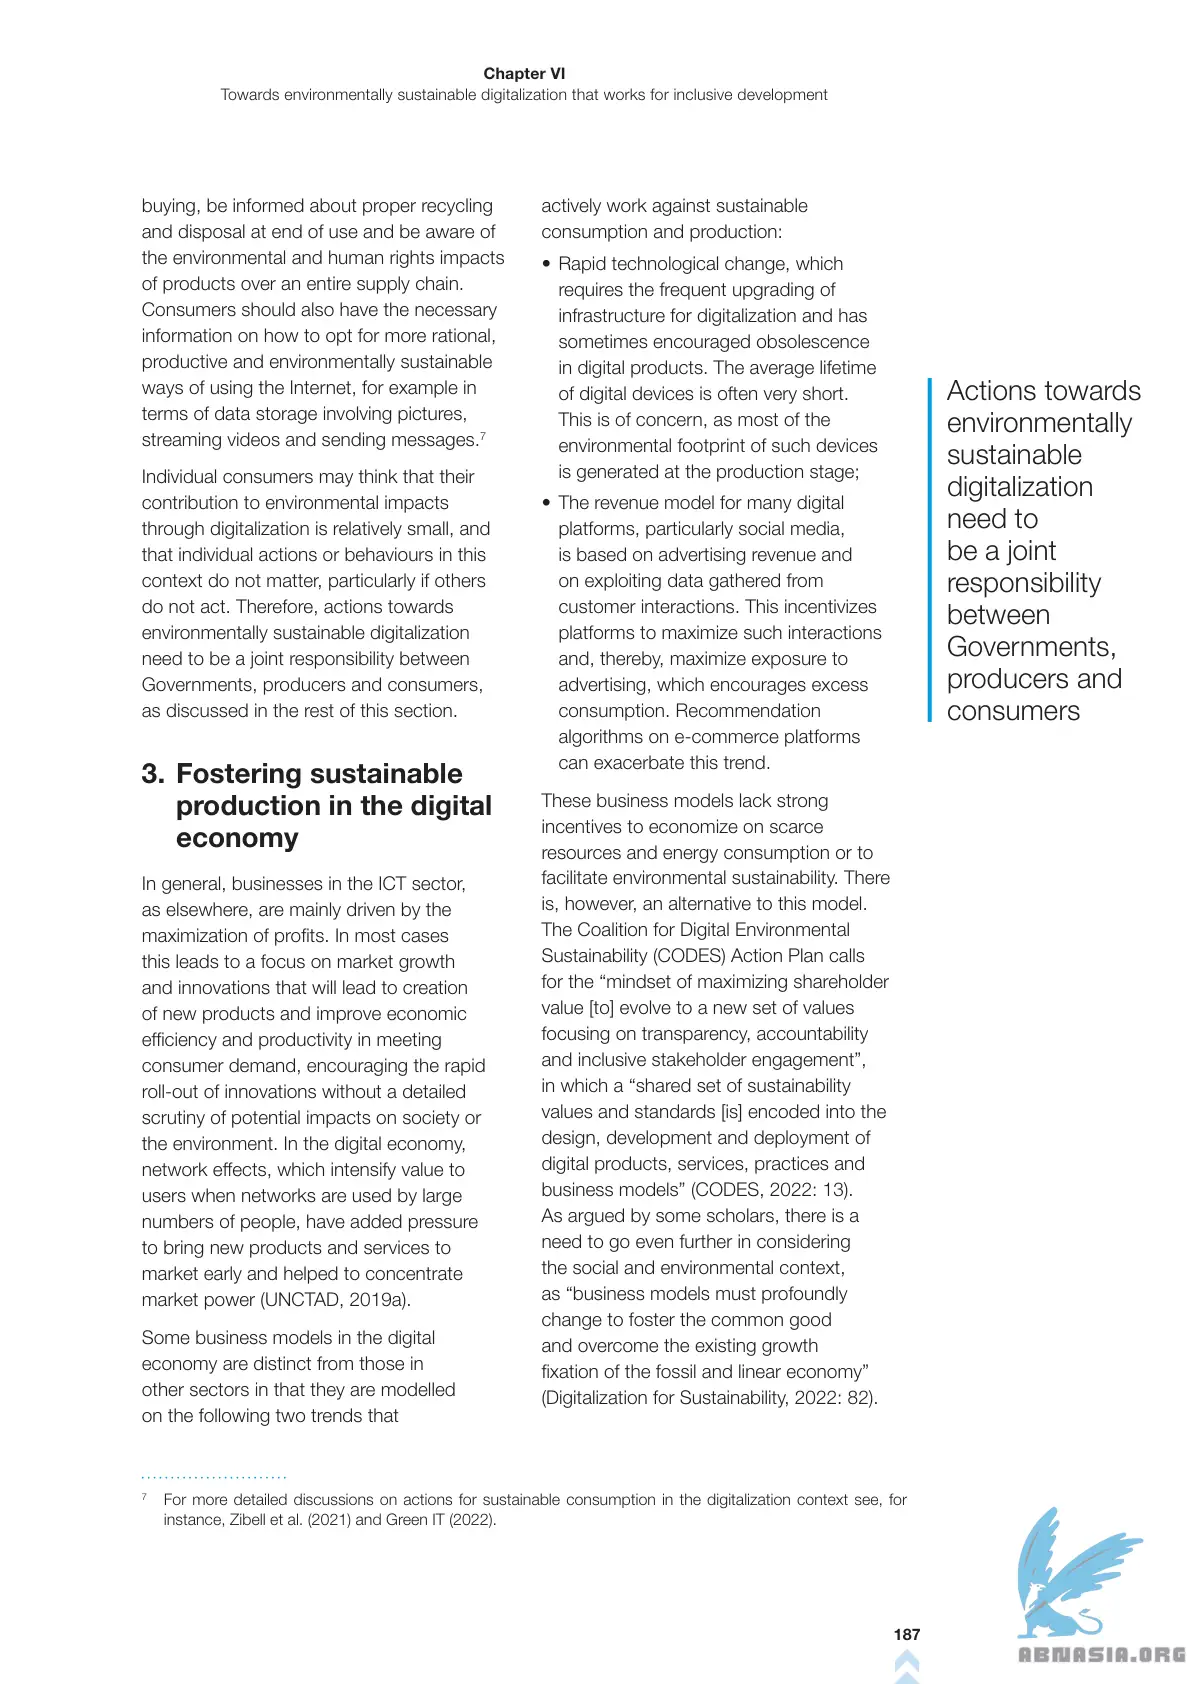 Chapter VI
Towards environmentally sustainable digitalization that works for inclusive development
buying, be informed about proper recycling
and disposal at end of use and be aware of
the environmental and human rights impacts
of products over an entire supply chain.
Consumers should also have the necessary
information on how to opt for more rational,
productive and environmentally sustainable
ways of using the Internet, for example in
terms of data storage involving pictures,
streaming videos and sending messages.7
Individual consumers may think that their
contribution to environmental impacts
through digitalization is relatively small, and
that individual actions or behaviours in this
context do not matter, particularly if others
do not act. Therefore, actions towards
environmentally sustainable digitalization
need to be a joint responsibility between
Governments, producers and consumers,
as discussed in the rest of this section.
3. Fostering sustainable
production in the digital
economy
In general, businesses in the ICT sector,
as elsewhere, are mainly driven by the
maximization of profits. In most cases
this leads to a focus on market growth
and innovations that will lead to creation
of new products and improve economic
efficiency and productivity in meeting
consumer demand, encouraging the rapid
roll-out of innovations without a detailed
scrutiny of potential impacts on society or
the environment. In the digital economy,
network effects, which intensify value to
users when networks are used by large
numbers of people, have added pressure
to bring new products and services to
market early and helped to concentrate
market power (UNCTAD, 2019a).
Some business models in the digital
economy are distinct from those in
other sectors in that they are modelled
on the following two trends that
actively work against sustainable
consumption and production:
• Rapid technological change, which
requires the frequent upgrading of
infrastructure for digitalization and has
sometimes encouraged obsolescence
in digital products. The average lifetime
of digital devices is often very short.
This is of concern, as most of the
environmental footprint of such devices
is generated at the production stage;
• The revenue model for many digital
platforms, particularly social media,
is based on advertising revenue and
on exploiting data gathered from
customer interactions. This incentivizes
platforms to maximize such interactions
and, thereby, maximize exposure to
advertising, which encourages excess
consumption. Recommendation
algorithms on e-commerce platforms
can exacerbate this trend.
These business models lack strong
incentives to economize on scarce
resources and energy consumption or to
facilitate environmental sustainability. There
is, however, an alternative to this model.
The Coalition for Digital Environmental
Sustainability (CODES) Action Plan calls
for the “mindset of maximizing shareholder
value [to] evolve to a new set of values
focusing on transparency, accountability
and inclusive stakeholder engagement”,
in which a “shared set of sustainability
values and standards [is] encoded into the
design, development and deployment of
digital products, services, practices and
business models” (CODES, 2022: 13).
As argued by some scholars, there is a
need to go even further in considering
the social and environmental context,
as “business models must profoundly
change to foster the common good
and overcome the existing growth
fixation of the fossil and linear economy”
(Digitalization for Sustainability, 2022: 82).
Actions towards
environmentally
sustainable
digitalization
need to
be a joint
responsibility
between
Governments,
producers and
consumers
7 For more detailed discussions on actions for sustainable consumption in the digitalization context see, for
instance, Zibell et al. (2021) and Green IT (2022).
187
ABNASIA.ORG